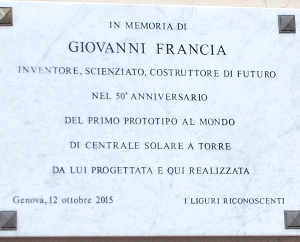 IN MEMORIA DI
GIOVANNI FRANCIA
INVENTORE, SCIENZIATO, COSTRUTTORE DI FUTURO
NEL 50° ANNIVERSARIO
DEL PRIMO PROTOTIPO AL MONDO
DI CENTRALE SOLARE A TORRE
DA LUI PROGETTATA E QUI REALIZZATA
Genova, 12 ottobre 2015 I LIGURI RICONOSCENTI